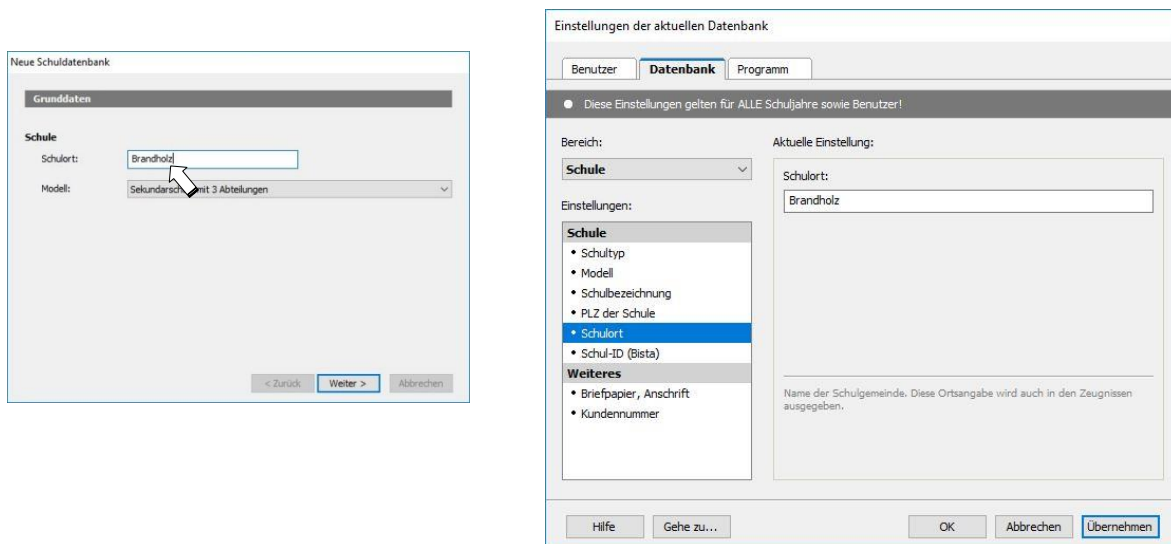 Neue Schuldatenbank
Grunddaten
Schule
Schulort: Brandholz
Modell: mit 3 Abteilungen
< Zurück Weiter > Abbrechen
Einstellungen der aktuellen Datenbank
Benutzer Datenbank Programm
Diese Einstellungen gelten für ALLE Schuljahre sowie Benutzer!
Bereich:
Schule
Einstellungen:
Schule
• Schultyp
• Modell
• Schulbezeichnung
• PLZ der Schule
• Schulort
• Schul-ID (Bista)
Weiteres
• Briefpapier, Anschrift
• Kundennummer
Aktuelle Einstellung:
Schulort:
Brandholz
Name der Schulgemeinde. Diese Ortsangabe wird auch in den Zeugnissen
ausgegeben.
Hilfe Gehe zu... OK Abbrechen Übernehmen